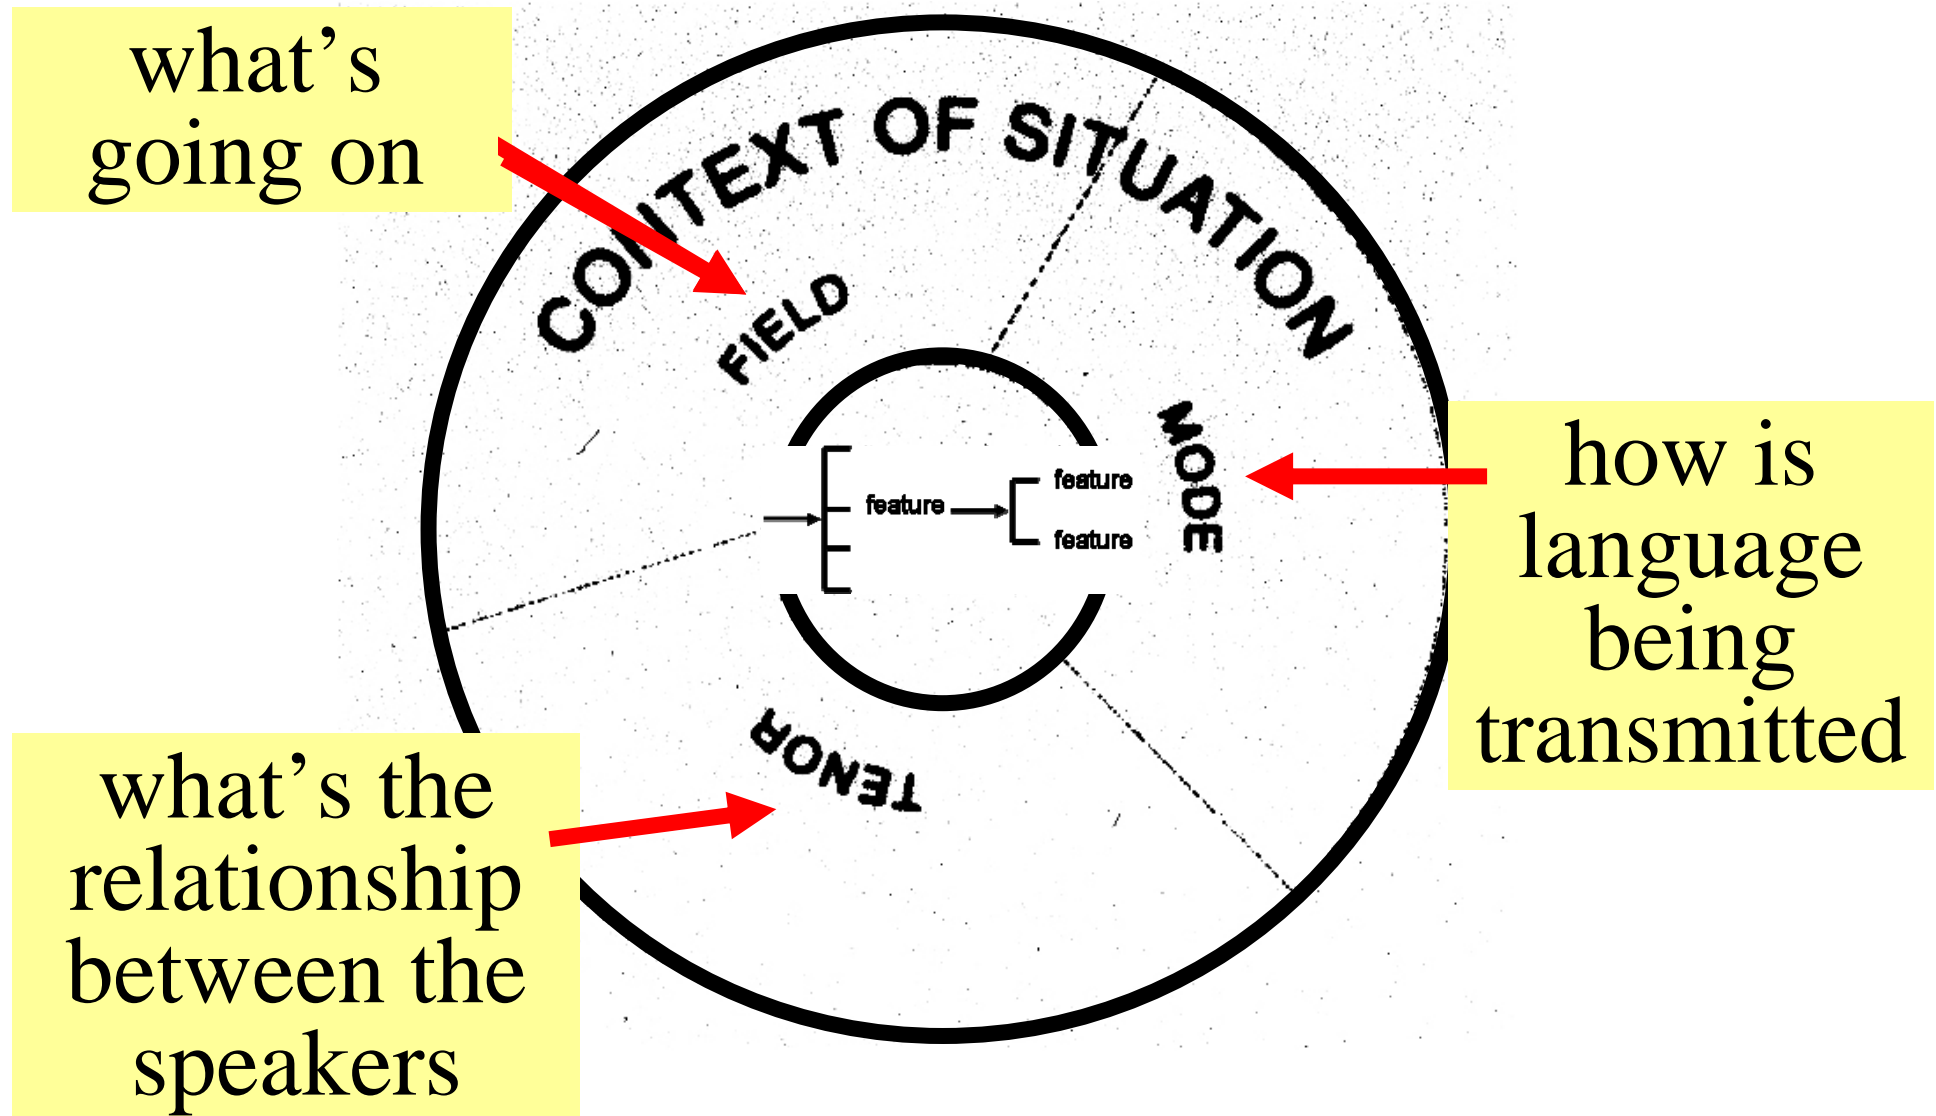 what's
going on
CONTEXT OF SITUATION
FIELD
MODE
how is
language
being
transmitted
feature
feature
feature
TENOR
what's the
relationship
between the
speakers